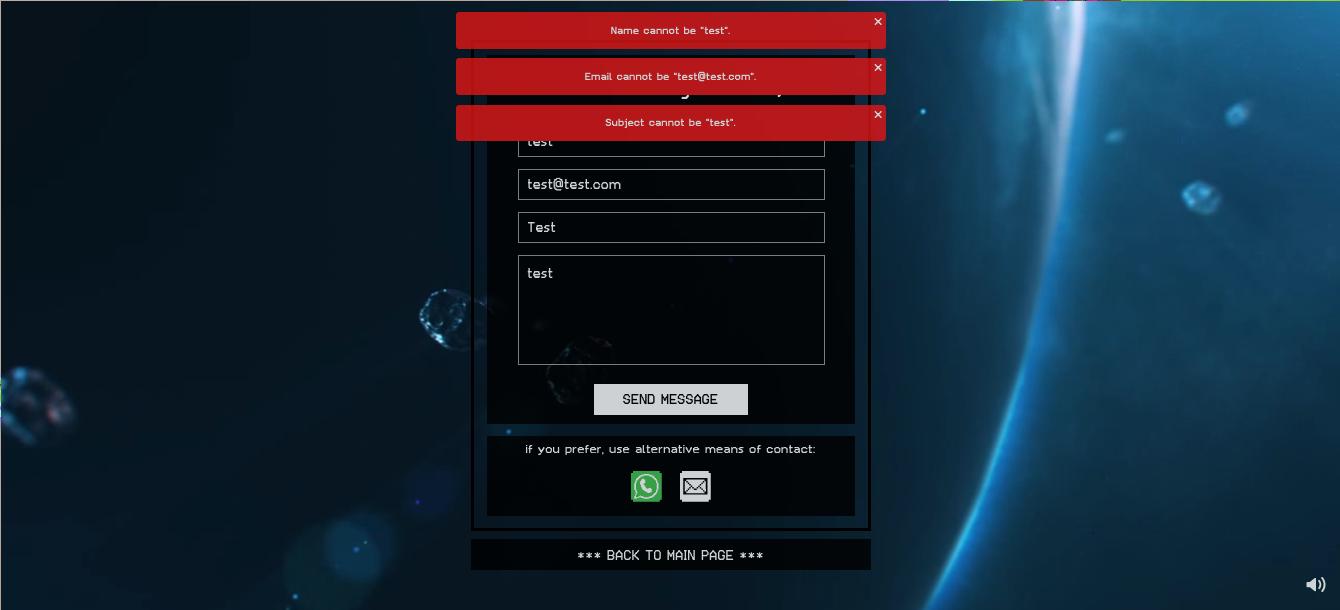 Name cannot be "test".
Email cannot be "test@test.com".
Subject cannot be "test".
test
test@test.com
Test
test
SEND MESSAGE
if you prefer, use alternative means of contact:
*** BACK TO MAIN PAGE ***